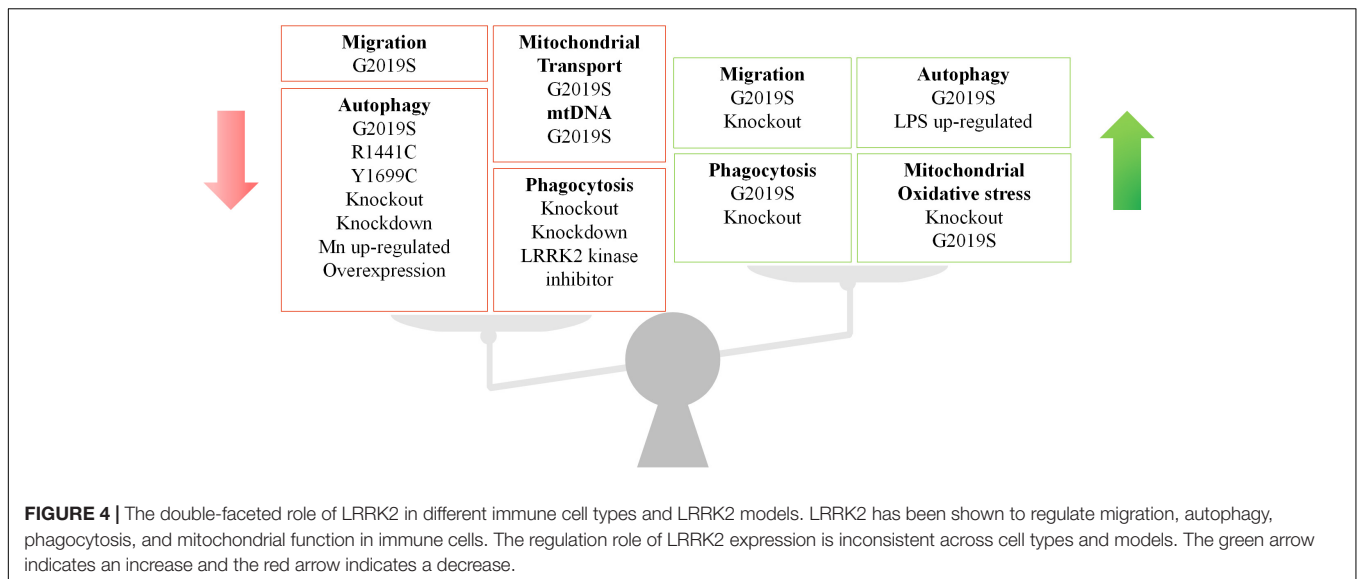 Migration
G2019S
Autophagy
G2019S
R1441C
Y1699C
Knockout
Knockdown
Mn up-regulated
Overexpression
Mitochondrial
Transport
G2019S
mtDNA
G2019S
Phagocytosis
Knockout
Knockdown
LRRK2 kinase
inhibitor
Migration
G2019S
Knockout
Phagocytosis
G2019S
Knockout
Autophagy
G2019S
LPS up-regulated
Mitochondrial
Oxidative stress
Knockout
G2019S
FIGURE 4 | The double-faceted role of LRRK2 in different immune cell types and LRRK2 models. LRRK2 has been shown to regulate migration, autophagy,
phagocytosis, and mitochondrial function in immune cells. The regulation role of LRRK2 expression is inconsistent across cell types and models. The green arrow
indicates an increase and the red arrow indicates a decrease.